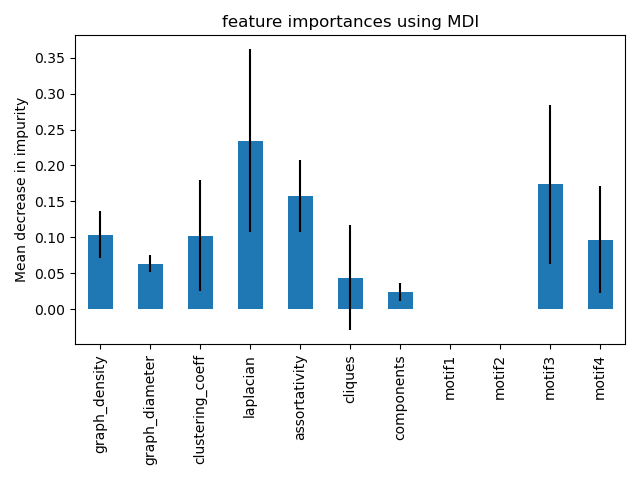 feature importances using MDI
Mean decrease in impurity
0.35
0.30
0.25
0.20
0.15
0.10
0.05
0.00
graph_density
graph_diameter
clustering_coeff
laplacian
assortativity
cliques
components
motif1
motif2
motif3
motif4